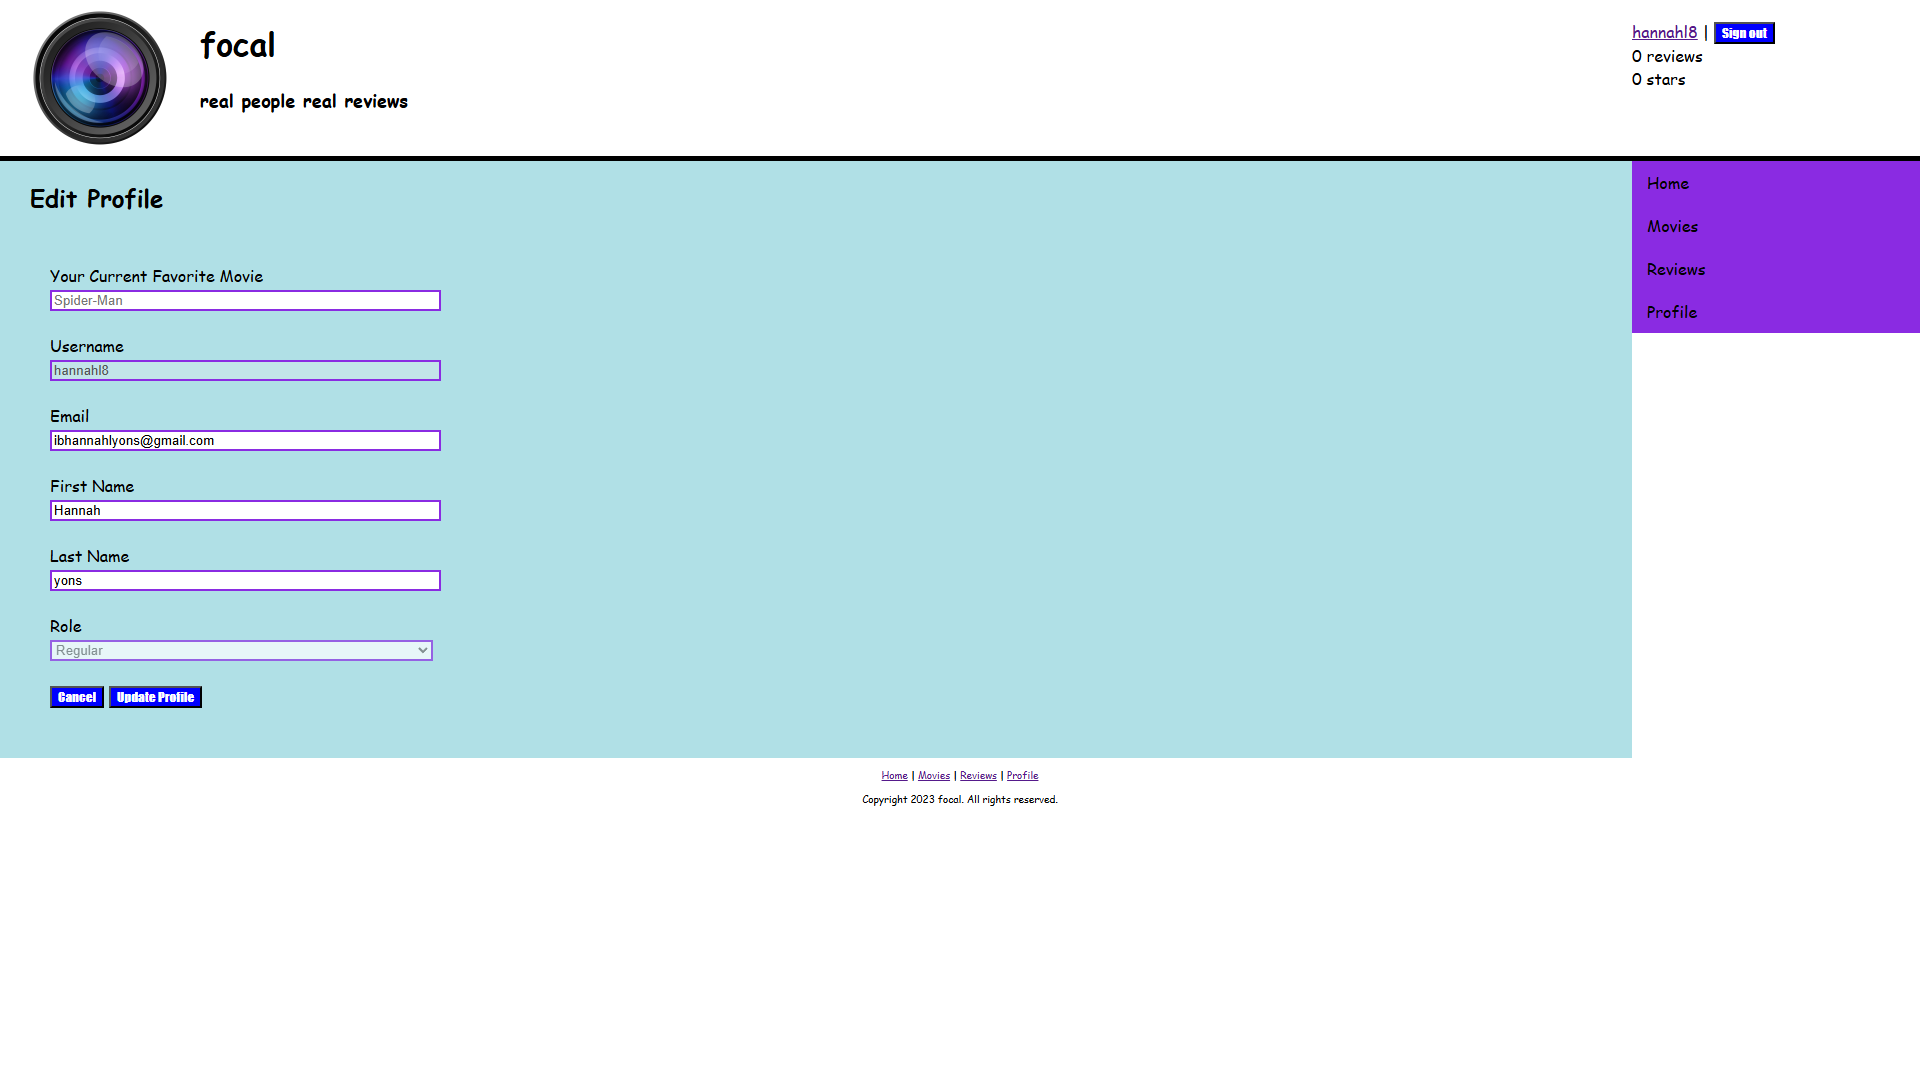 focal
real people real reviews
hannahl8 | Sign out
0 reviews
0 stars
Home
Movies
Reviews
Profile
Edit Profile
Your Current Favorite Movie
Spider-Man
Username
hannahl8
Email
ibhannahlyons@gmail.com
First Name
Hannah
Last Name
yons
Role
Regular
Cancel Update Profile
Home | Movies | Reviews | Profile
Copyright 2023 focal. All rights reserved.